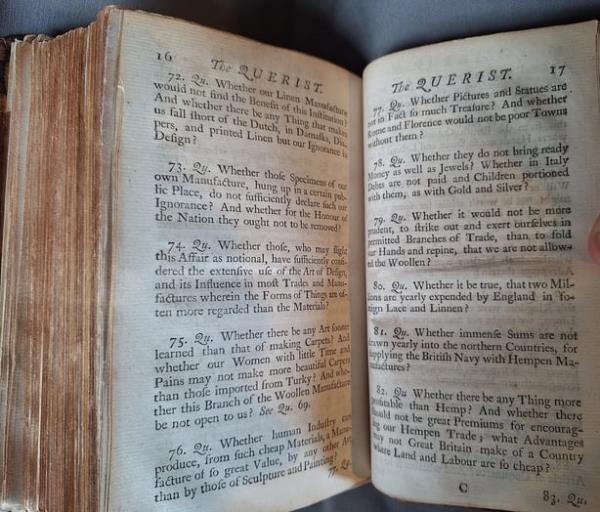 16
The QUERIST.
72. Qu. Whether our Linen Manufacture
would not find the Benefit of this Institution?
And whether there be any Thing that makes
us fall short of the Dutch, in Damasks, Dia-
pers, and printed Linen but our Ignorance in
Design?
73. Qu. Whether those Specimens of our
own Manufacture, hung up in a certain pub-
lic Place, do not sufficiently declare such our
Ignorance? And whether for the Honour of
the Nation they ought not to be removed?
74. Qu. Whether those, who may slight
this Affair as notional, have sufficiently consi-
dered the extensive use of the Art of Design,
and its Influence in most Trades and Manu-
factures wherein the Forms of Things are of-
ten more regarded than the Materials?
75. Qu. Whether there be any Art sooner
learned than that of making Carpets? And
whether our Women with little Time and
Pains may not make more beautiful Carpets
than those imported from Turky? And whe-
ther this Branch of the Woollen Manufacture
be not open to us? See Qu. 69.
76. Qu. Whether human Industry can
produce, from such cheap Materials, a Manu-
facture of so great Value, by any other Art,
than by those of Sculpture and Painting?
77. Qu.
The QUERIST.
17
77. Qu. Whether Pictures and Statues are
not in Fact so much Treasure? And whether
Rome and Florence would not be poor Towns
without them?
78. Qu. Whether they do not bring ready
Money as well as Jewels? Whether in Italy
Debts are not paid and Children portioned
with them, as with Gold and Silver?
79. Qu. Whether it would not be more
prudent, to strike out and exert ourselves in
permitted Branches of Trade, than to fold
our Hands and repine, that we are not allow-
ed the Woollen?
80. Qu. Whether it be true, that two Mil-
lions are yearly expended by England in fo-
reign Lace and Linnen?
81. Qu. Whether immense Sums are not
drawn yearly into the northern Countries, for
supplying the British Navy with Hempen Ma-
nufactures?
82. Qu Whether there be any Thing more
profitable than Hemp? And whether there
should not be great Premiums for encourag-
ing our Hempen Trade; what Advantages
may not Great Britain make of a Country
where Land and Labour are so cheap?
C
83. Qu.